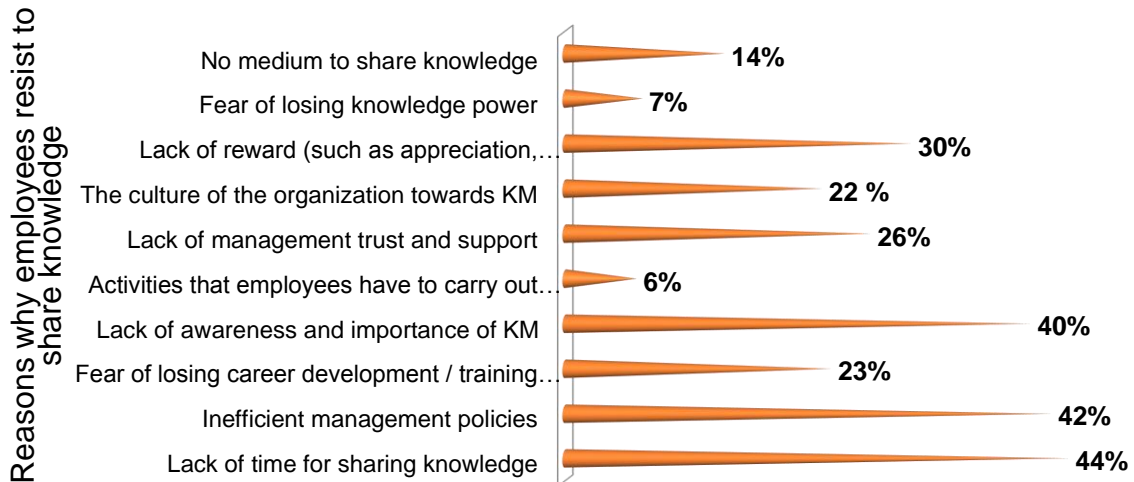 Reasons why employees resist to
share knowledge
No medium to share knowledge 14%
Fear of losing knowledge power 7%
Lack of reward (such as appreciation,… 30%
The culture of the organization towards KM 22 %
Lack of management trust and support 26%
Activities that employees have to carry out… 6%
Lack of awareness and importance of KM 40%
Fear of losing career development / training… 23%
Inefficient management policies 42%
Lack of time for sharing knowledge 44%